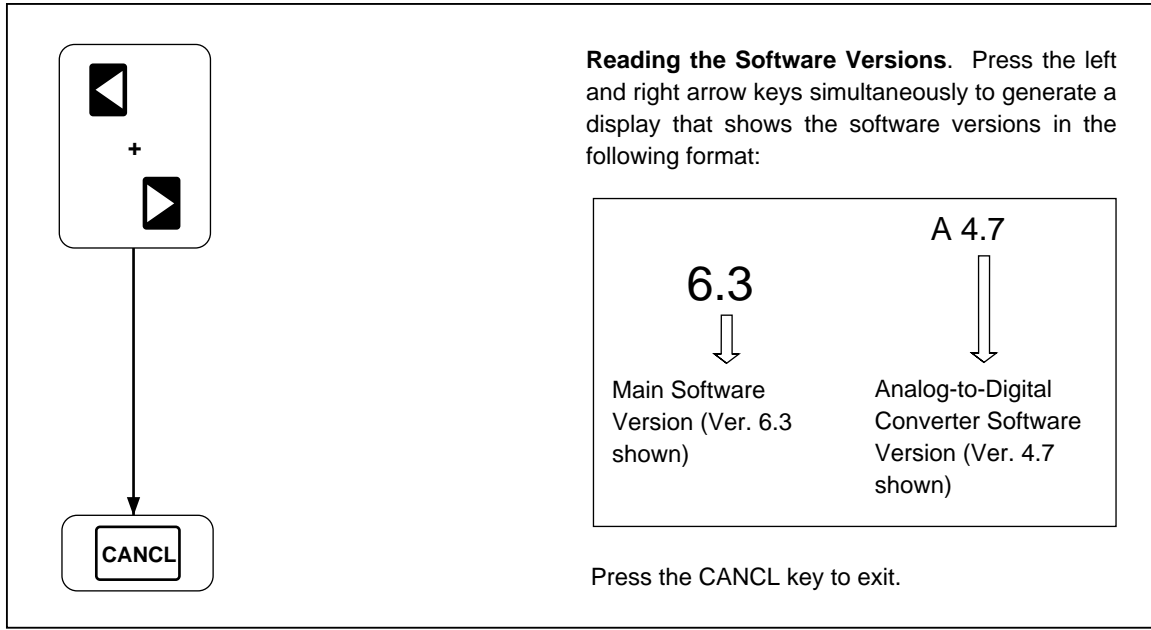 +
CANCL
Reading the Software Versions. Press the left
and right arrow keys simultaneously to generate a
display that shows the software versions in the
following format:
A 4.7
6.3
Main Software
Version (Ver. 6.3
shown)
Analog-to-Digital
Converter Software
Version (Ver. 4.7
shown)
Press the CANCL key to exit.